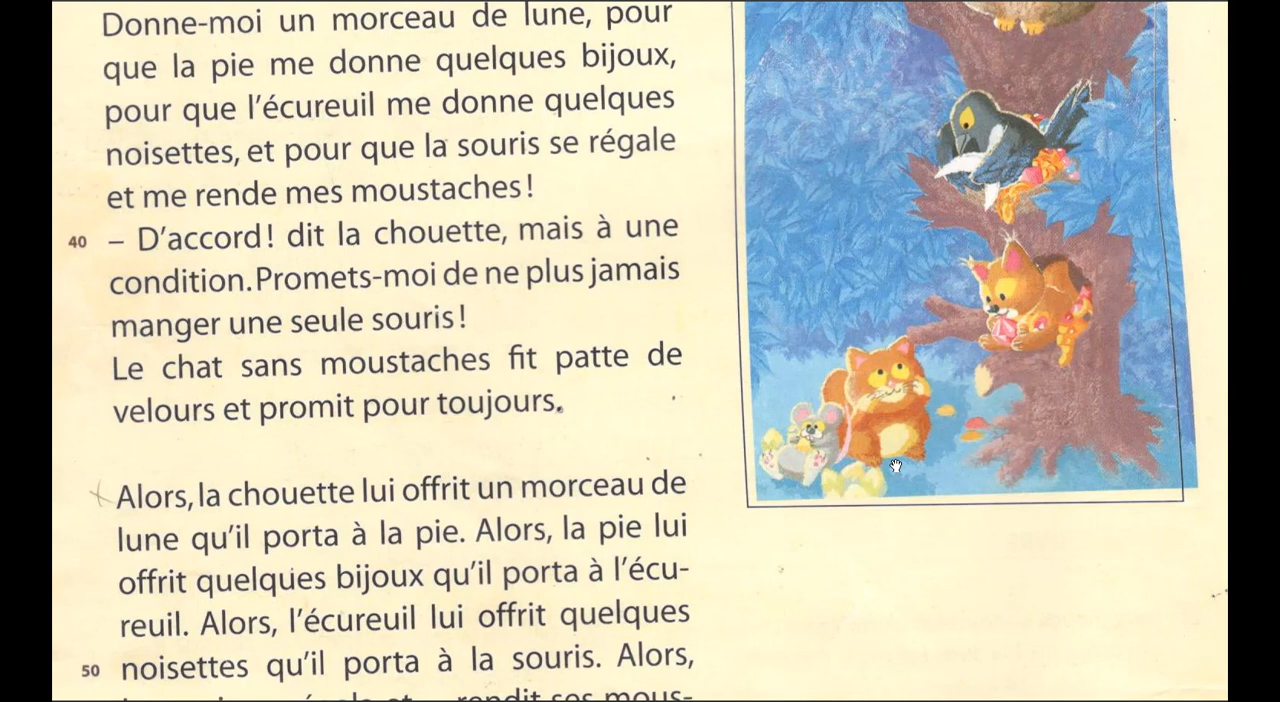 Donne-moi un morceau de lune, pour
que la pie me donne quelques bijoux,
pour que l'écureuil me donne quelques
noisettes, et pour que la souris se régale
et me rende mes moustaches !
40 – D'accord ! dit la chouette, mais à une
condition. Promets-moi de ne plus jamais
manger une seule souris !
Le chat sans moustaches fit patte de
velours et promit pour toujours.
Alors, la chouette lui offrit un morceau de
lune qu'il porta à la pie. Alors, la pie lui
offrit quelques bijoux qu'il porta à l'écu-
reuil. Alors, l'écureuil lui offrit quelques
50 noisettes qu'il porta à la souris. Alors,
rendit ses mous-